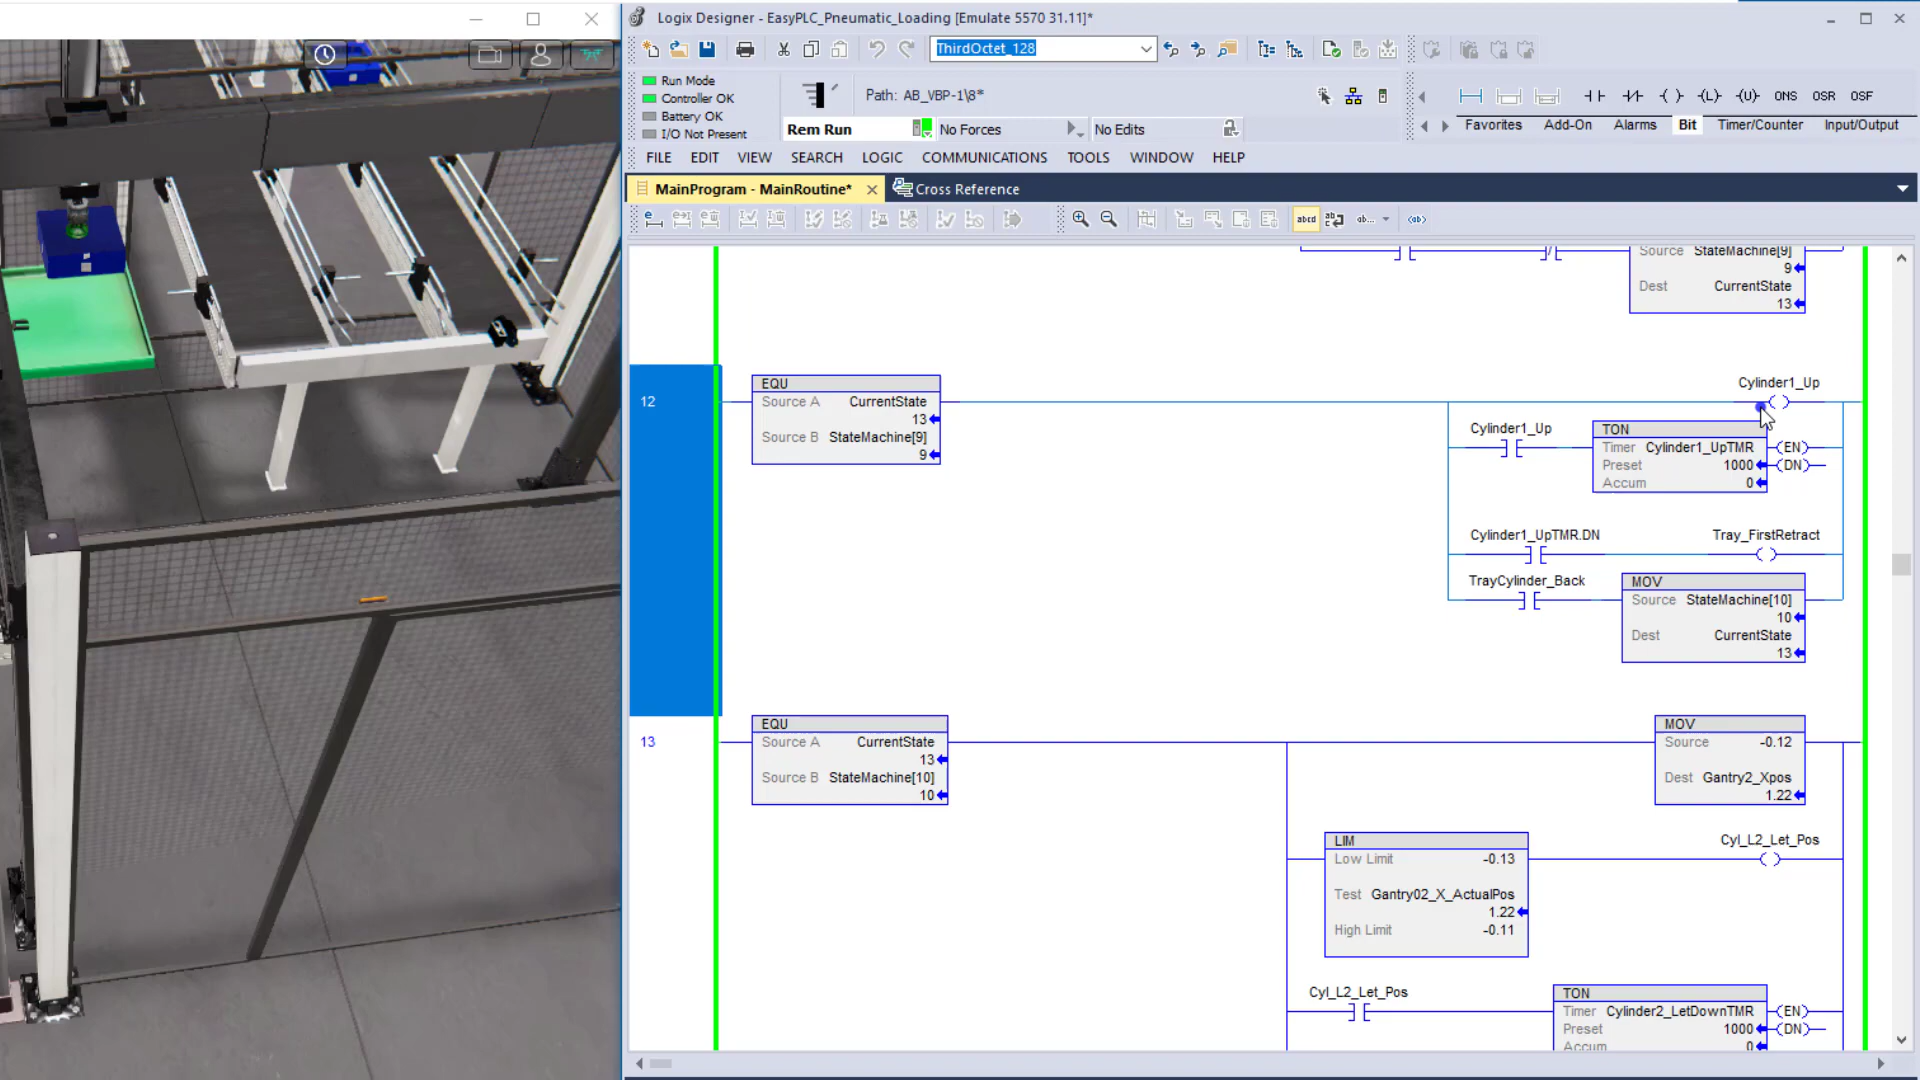 Logix Designer - EasyPLC_Pneumatic_Loading [Emulate 5570 31.11]*
ThirdOctet_128
Run Mode
Controller OK
Battery OK
I/O Not Present
Path: AB_VBP-1\8*
Rem Run
No Forces
No Edits
(L)
(U)
ONS
OSR
OSF
Favorites
Add-On
Alarms
Bit
Timer/Counter
Input/Output
FILE
EDIT
VIEW
SEARCH
LOGIC
COMMUNICATIONS
TOOLS
WINDOW
HELP
MainProgram - MainRoutine*
Cross Reference
abcd
ab...
Source StateMachine[9]
9
Dest CurrentState
13
12
EQU
Source A CurrentState
13
Source B StateMachine[9]
9
Cylinder1_Up
Cylinder1_Up
TON
Timer Cylinder1_UpTMR
Preset 1000
Accum 0
(EN)
(DN)
Cylinder1_UpTMR.DN
Tray_FirstRetract
TrayCylinder_Back
MOV
Source StateMachine[10]
10
Dest CurrentState
13
13
EQU
Source A CurrentState
13
Source B StateMachine[10]
10
MOV
Source -0.12
Dest Gantry2_Xpos
1.22
LIM
Low Limit -0.13
Test Gantry02_X_ActualPos
1.22
High Limit -0.11
Cyl_L2_Let_Pos
Cyl_L2_Let_Pos
TON
Timer Cylinder2_LetDownTMR
Preset 1000
Accum 0
(EN)
(DN)